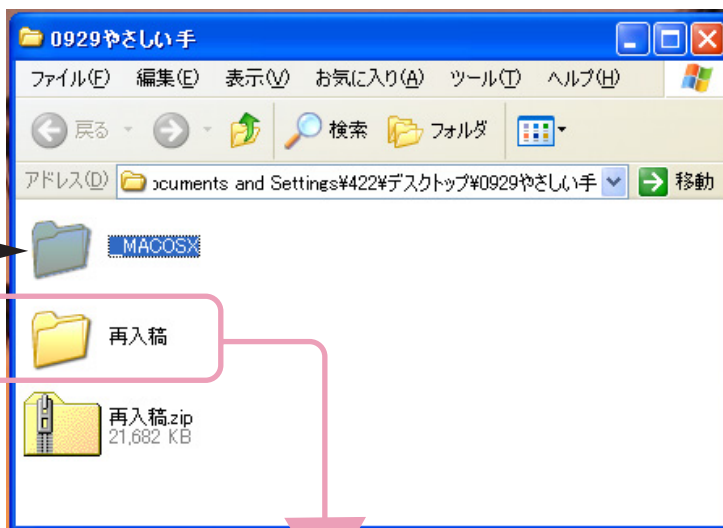 0929やさしい手
ファイル(F) 編集(E) 表示(V) お気に入り(A) ツール(T) ヘルプ(H)
戻る 検索 フォルダ
アドレス(D) ocuments and Settings¥422¥デスクトップ¥0929やさしい手 移動
__MACOSX
再入稿
再入稿.zip
21,682 KB